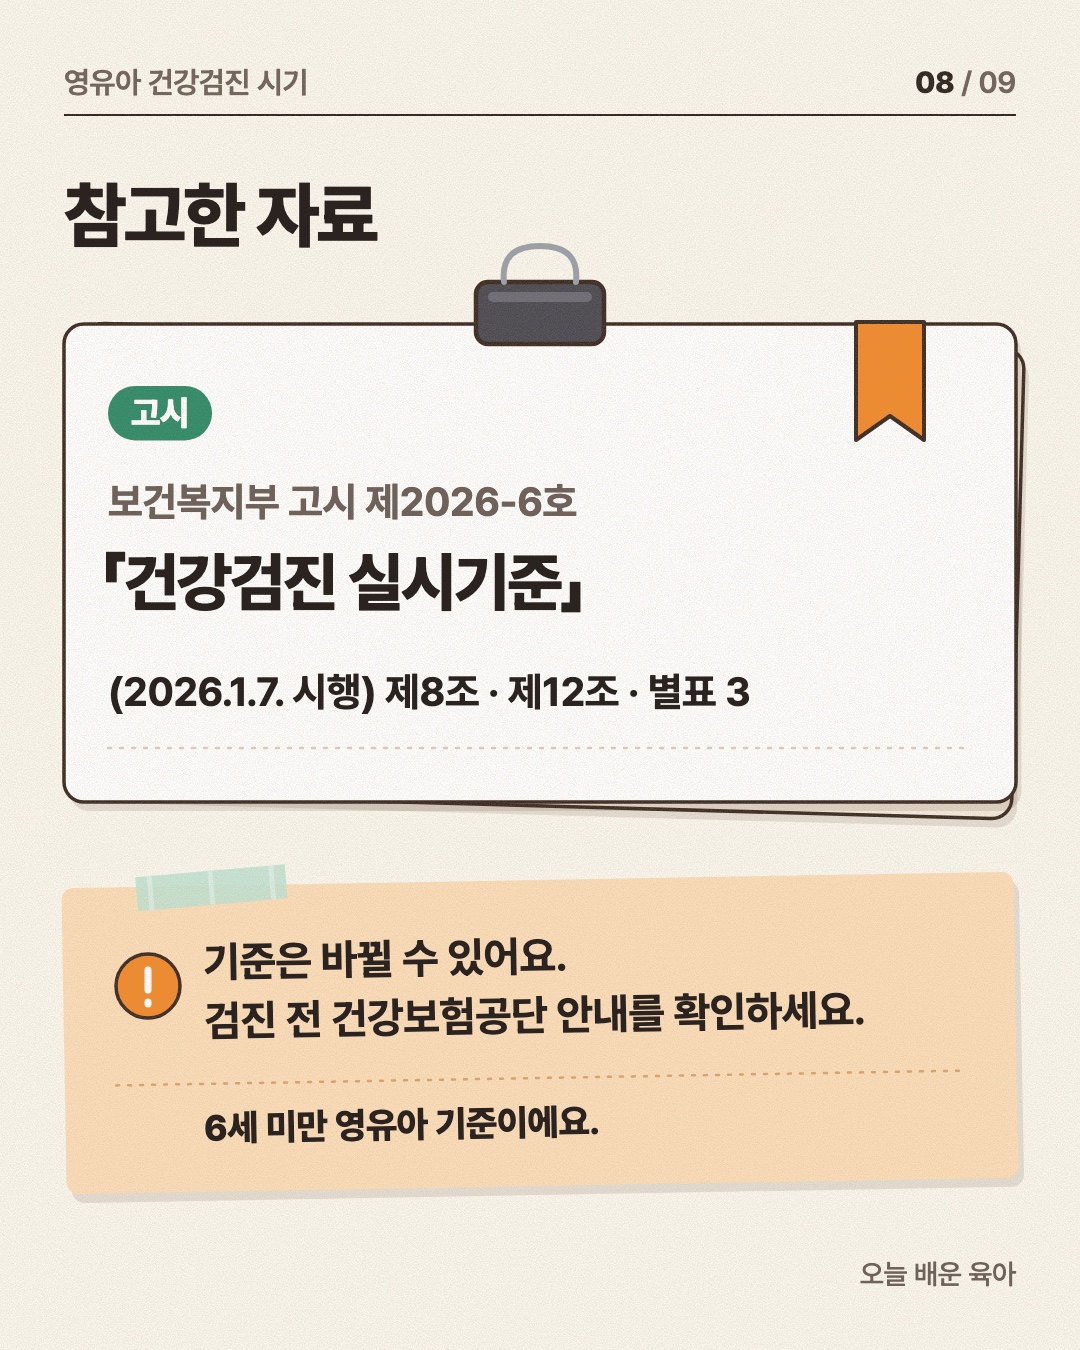 영유아 건강검진 시기
08 / 09
참고한 자료
고시
보건복지부 고시 제2026-6호
「건강검진 실시기준」
(2026.1.7. 시행) 제8조 · 제12조 · 별표 3
기준은 바뀔 수 있어요.
검진 전 건강보험공단 안내를 확인하세요.
6세 미만 영유아 기준이에요.
오늘 배운 육아